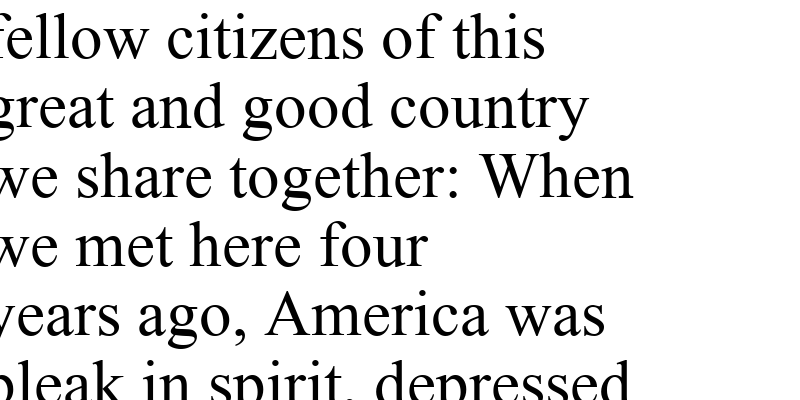 fellow citizens of this
great and good country
we share together: When
we met here four
years ago, America was
bleak in spirit, depressed